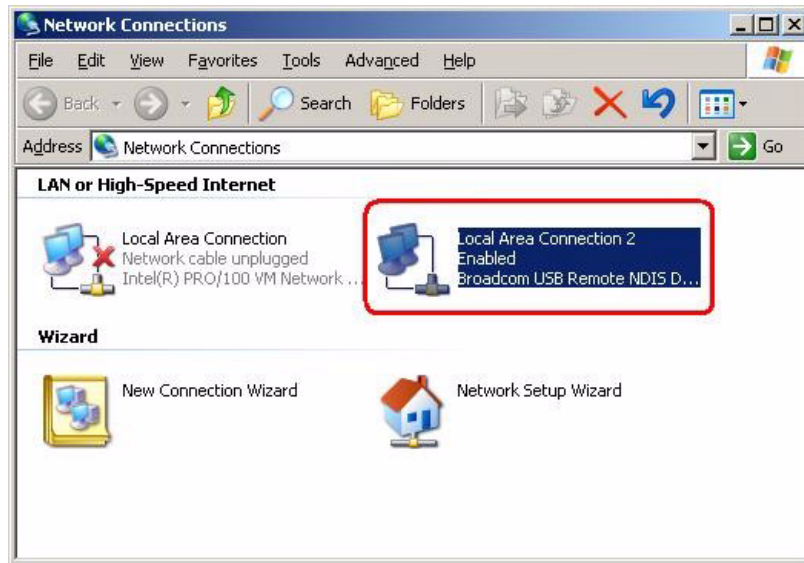 Network Connections
File Edit View Favorites Tools Advanced Help
Back Search Folders
Address Network Connections Go
LAN or High-Speed Internet
Local Area Connection
Network cable unplugged
Intel(R) PRO/100 VM Network ...
Local Area Connection 2
Enabled
Broadcom USB Remote NDIS D...
Wizard
New Connection Wizard
Network Setup Wizard